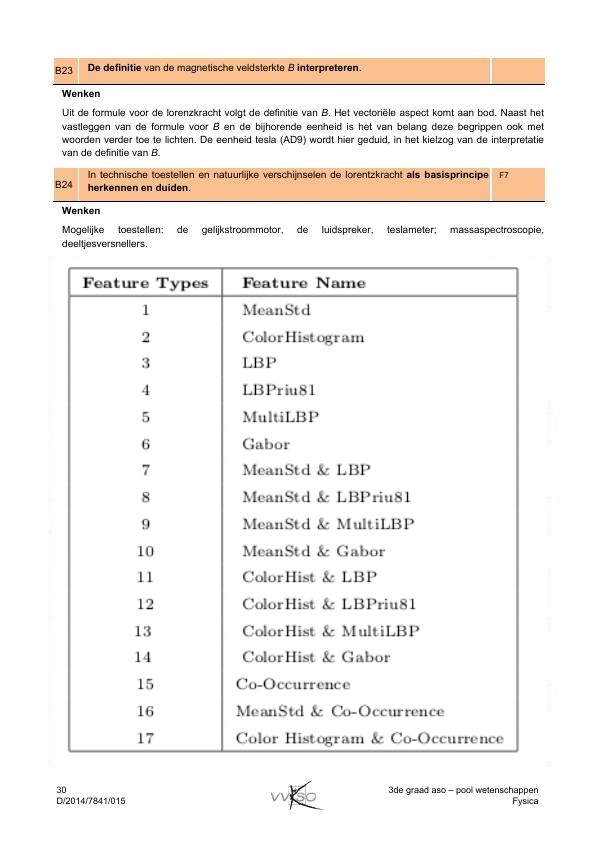 B23 De definitie van de magnetische veldsterkte B interpreteren.
Wenken
Uit de formule voor de lorenzkracht volgt de definitie van B. Het vectoriële aspect komt aan bod. Naast het
vastleggen van de formule voor B en de bijhorende eenheid is het van belang deze begrippen ook met
woorden verder toe te lichten. De eenheid tesla (AD9) wordt hier geduid, in het kielzog van de interpretatie
van de definitie van B.
B24 In technische toestellen en natuurlijke verschijnselen de lorentzkracht als basisprincipe F7
herkennen en duiden.
Wenken
Mogelijke toestellen: de gelijkstroommotor, de luidspreker, teslameter; massaspectroscopie,
deeltjesversnellers.
Feature Types Feature Name
1 MeanStd
2 ColorHistogram
3 LBP
4 LBPriu81
5 MultiLBP
6 Gabor
7 MeanStd & LBP
8 MeanStd & LBPriu81
9 MeanStd & MultiLBP
10 MeanStd & Gabor
11 ColorHist & LBP
12 ColorHist & LBPriu81
13 ColorHist & MultiLBP
14 ColorHist & Gabor
15 Co-Occurrence
16 MeanStd & Co-Occurrence
17 Color Histogram & Co-Occurrence
30 3de graad aso – pool wetenschappen
D/2014/7841/015 vvkso Fysica